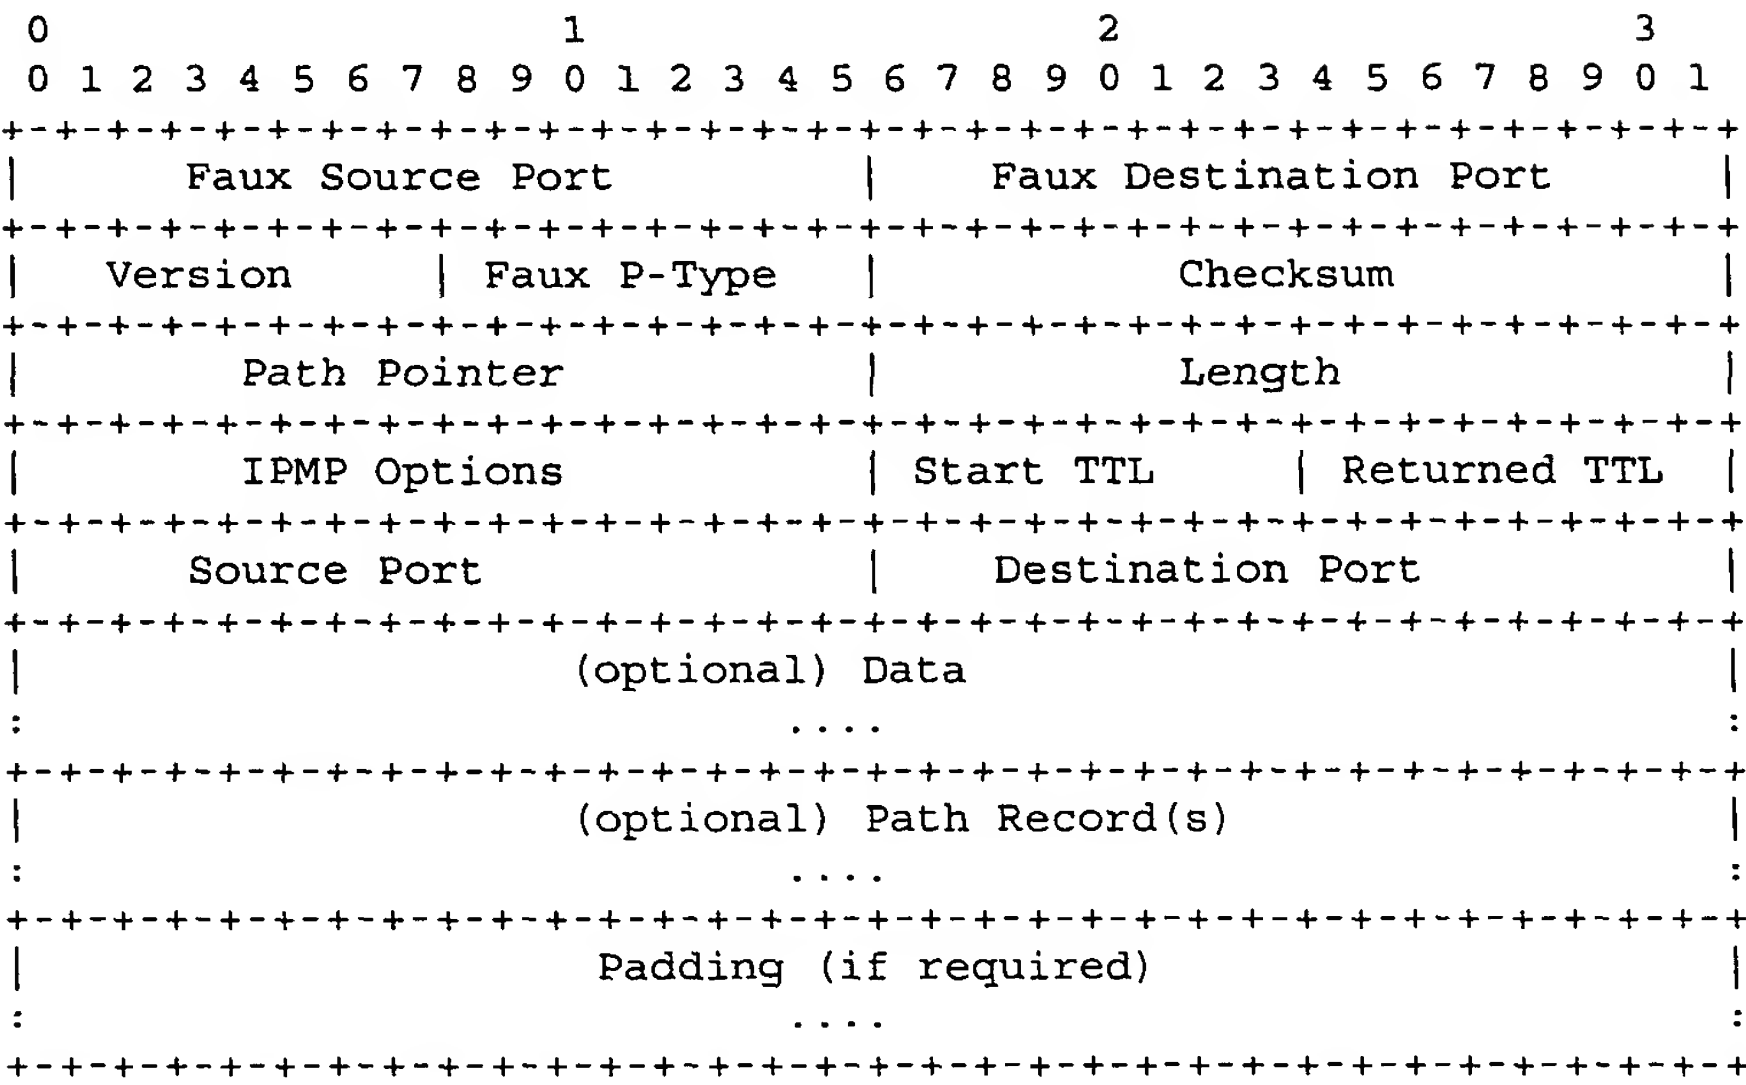 0                   1                   2                   3
0 1 2 3 4 5 6 7 8 9 0 1 2 3 4 5 6 7 8 9 0 1 2 3 4 5 6 7 8 9 0 1
+-+-+-+-+-+-+-+-+-+-+-+-+-+-+-+-+-+-+-+-+-+-+-+-+-+-+-+-+-+-+-+-+
|      Faux Source Port         |    Faux Destination Port      |
+-+-+-+-+-+-+-+-+-+-+-+-+-+-+-+-+-+-+-+-+-+-+-+-+-+-+-+-+-+-+-+-+
|   Version     | Faux P-Type   |           Checksum            |
+-+-+-+-+-+-+-+-+-+-+-+-+-+-+-+-+-+-+-+-+-+-+-+-+-+-+-+-+-+-+-+-+
|        Path Pointer           |           Length              |
+-+-+-+-+-+-+-+-+-+-+-+-+-+-+-+-+-+-+-+-+-+-+-+-+-+-+-+-+-+-+-+-+
|        IPMP Options           | Start TTL     | Returned TTL  |
+-+-+-+-+-+-+-+-+-+-+-+-+-+-+-+-+-+-+-+-+-+-+-+-+-+-+-+-+-+-+-+-+
|      Source Port              |    Destination Port           |
+-+-+-+-+-+-+-+-+-+-+-+-+-+-+-+-+-+-+-+-+-+-+-+-+-+-+-+-+-+-+-+-+
|                    (optional) Data                            |
:                            ....                               :
+-+-+-+-+-+-+-+-+-+-+-+-+-+-+-+-+-+-+-+-+-+-+-+-+-+-+-+-+-+-+-+-+
|                    (optional) Path Record(s)                  |
:                            ....                               :
+-+-+-+-+-+-+-+-+-+-+-+-+-+-+-+-+-+-+-+-+-+-+-+-+-+-+-+-+-+-+-+-+
|                     Padding (if required)                     |
:                            ....                               :
+-+-+-+-+-+-+-+-+-+-+-+-+-+-+-+-+-+-+-+-+-+-+-+-+-+-+-+-+-+-+-+-+